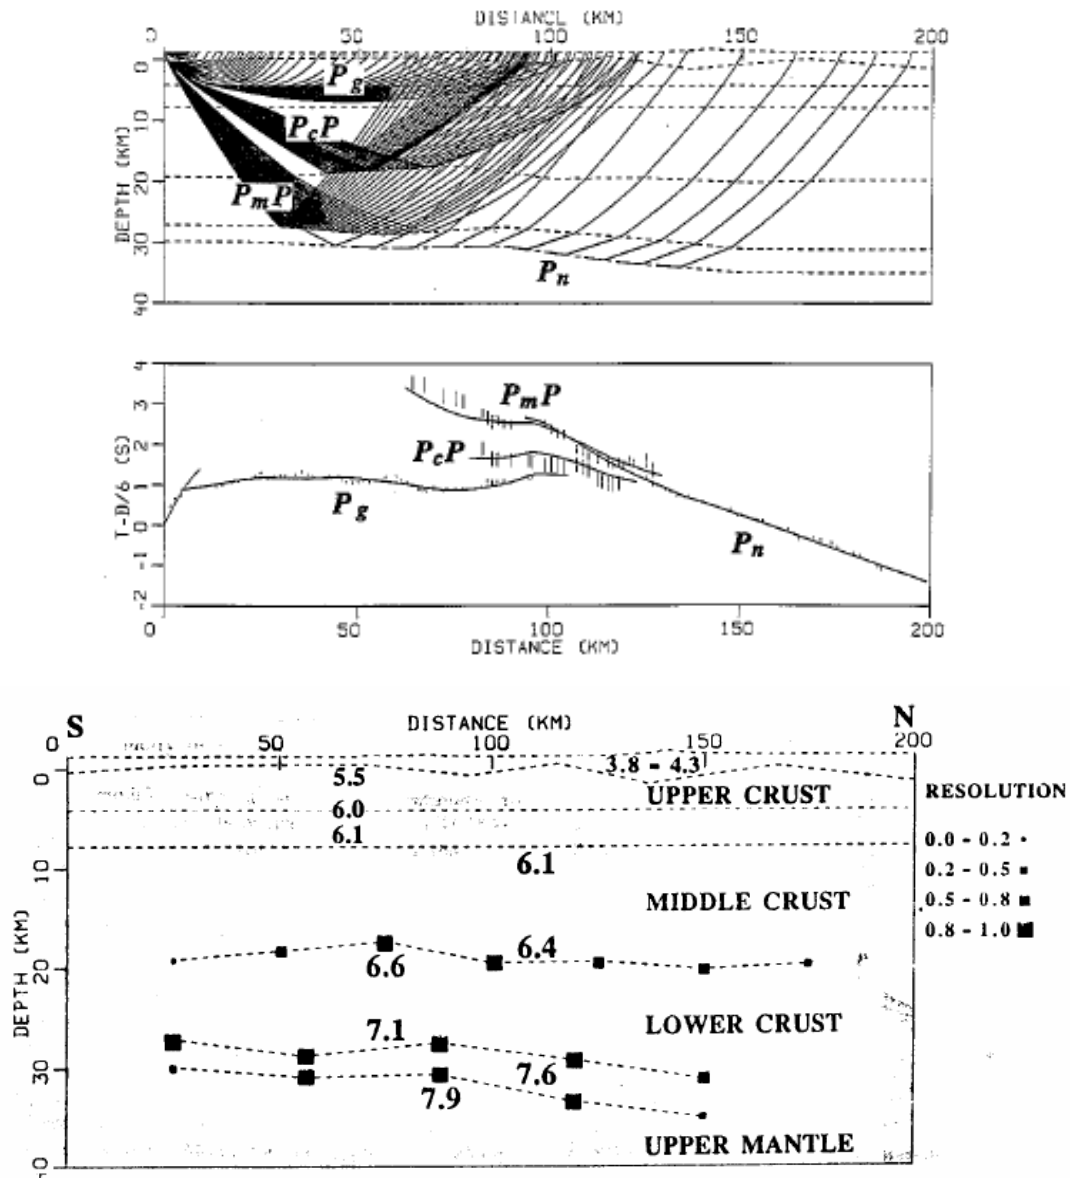 DISTANCE (KM)
0 50 100 150 200
0
10
20
30
40
DEPTH (KM)
PgP
PcP
PmP
Pn
4
3
2
1
0
-1
-2
T-D/6 (S)
PmP
PcP
Pg
Pn
0 50 100 150 200
DISTANCE (KM)
S DISTANCE (KM) N
0 50 100 150 200
0
10
20
30
DEPTH (KM)
3.8 - 4.3
5.5
UPPER CRUST
6.0
6.1
6.1
MIDDLE CRUST
6.4
6.6
LOWER CRUST
7.1
7.6
7.9
UPPER MANTLE
RESOLUTION
0.0 - 0.2
0.2 - 0.5
0.5 - 0.8
0.8 - 1.0